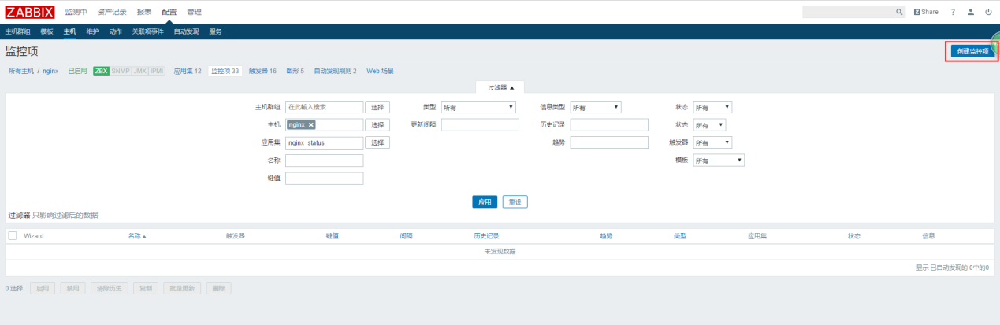 ZABBIX 监测中 资产记录 报表 配置 管理 Z Share ?
主机群组 模板 主机 维护 动作 关联项事件 自动发现 服务
监控项 创建监控项
所有主机 / nginx 已启用 ZBX SNMP JMX IPMI 应用集 12 监控项 33 触发器 16 图形 5 自动发现规则 2 Web 场景
过滤器 ▲
主机群组 在此输入搜索 选择 类型 所有 信息类型 所有 状态 所有
主机 nginx × 选择 更新间隔 历史记录 状态 所有
应用集 nginx_status 选择 趋势 触发器 所有
名称 模板 所有
键值
应用 重设
过滤器 只影响过滤后的数据
Wizard 名称▲ 触发器 键值 间隔 历史记录 趋势 类型 应用集 状态 信息
未发现数据
显示 已自动发现的 0中的0
0 选择 启用 禁用 清除历史 复制 批量更新 删除